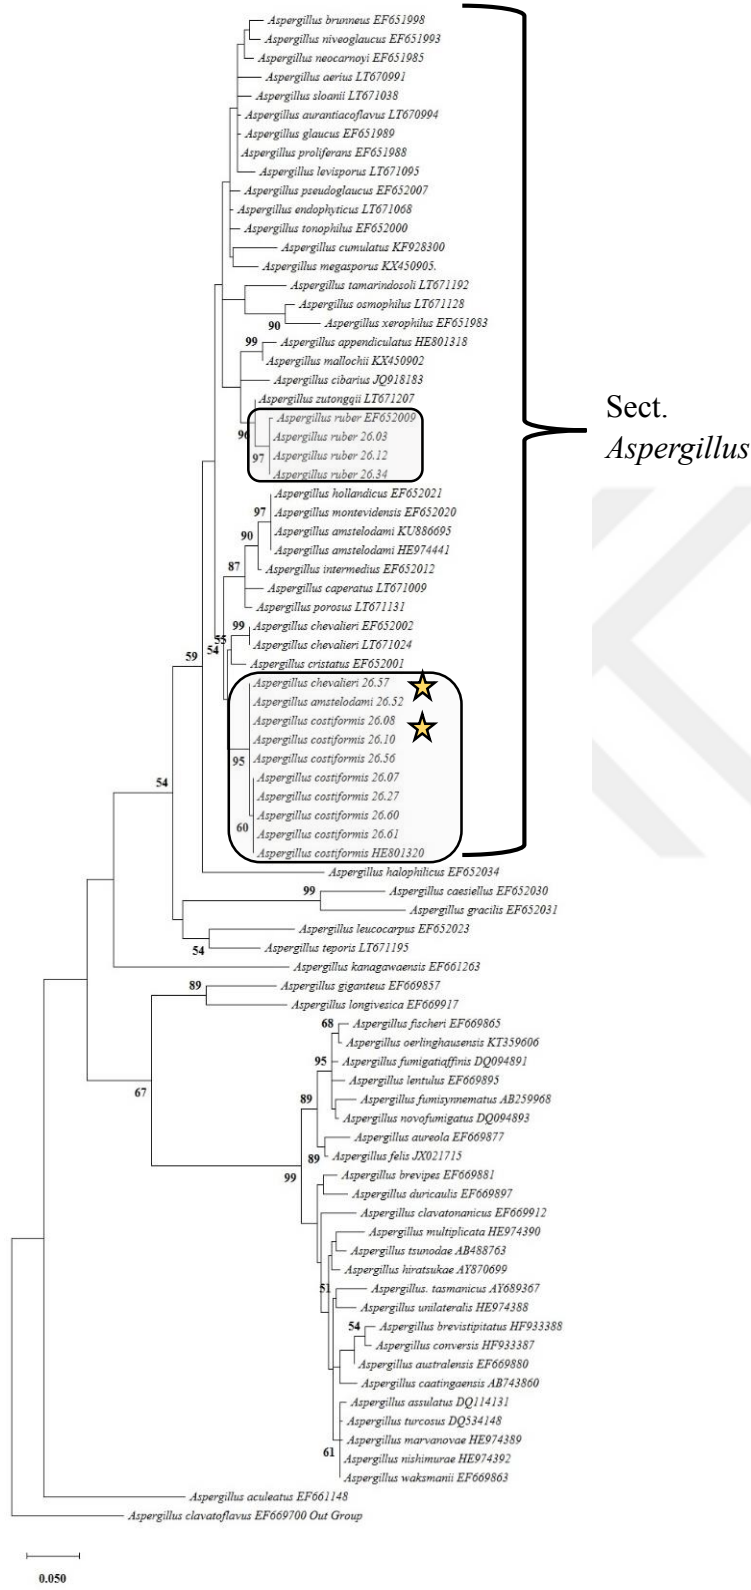 Aspergillus brunneus EF651998
Aspergillus niveoglaucus EF651993
Aspergillus neocarnoyi EF651985
Aspergillus aerius LT670991
Aspergillus sloanii LT671038
Aspergillus aurantiacoflavus LT670994
Aspergillus glaucus EF651989
Aspergillus proliferans EF651988
Aspergillus levisporus LT671095
Aspergillus pseudoglaucus EF652007
Aspergillus endophyticus LT671068
Aspergillus tonophilus EF652000
Aspergillus cumulatus KF928300
Aspergillus megasporus KX450905.
Aspergillus tamarindosoli LT671192
Aspergillus osmophilus LT671128
90 Aspergillus xerophilus EF651983
99 Aspergillus appendiculatus HE801318
Aspergillus mallochii KX450902
Aspergillus cibarius JQ918183
Aspergillus zutongqii LT671207
Aspergillus ruber EF652009
96 Aspergillus ruber 26.03
97 Aspergillus ruber 26.12
Aspergillus ruber 26.34
Sect.
Aspergillus
Aspergillus hollandicus EF652021
97 Aspergillus montevidensis EF652020
90 Aspergillus amstelodami KU886695
Aspergillus amstelodami HE974441
87 Aspergillus intermedius EF652012
Aspergillus caperatus LT671009
Aspergillus porosus LT671131
99 Aspergillus chevalieri EF652002
55 Aspergillus chevalieri LT671024
59 54 Aspergillus cristatus EF652001
Aspergillus chevalieri 26.57
Aspergillus amstelodami 26.52
Aspergillus costiformis 26.08
Aspergillus costiformis 26.10
95 Aspergillus costiformis 26.56
54 Aspergillus costiformis 26.07
Aspergillus costiformis 26.27
Aspergillus costiformis 26.60
60 Aspergillus costiformis 26.61
Aspergillus costiformis HE801320
Aspergillus halophilicus EF652034
99 Aspergillus caesiellus EF652030
Aspergillus gracilis EF652031
Aspergillus leucocarpus EF652023
54 Aspergillus teporis LT671195
Aspergillus kanagawaensis EF661263
89 Aspergillus giganteus EF669857
Aspergillus longivesica EF669917
68 Aspergillus fischeri EF669865
Aspergillus oerlinghausensis KT359606
95 Aspergillus fumigatiaffinis DQ094891
Aspergillus lentulus EF669895
67 89 Aspergillus fumisynnematus AB259968
Aspergillus novofumigatus DQ094893
Aspergillus aureola EF669877
89 Aspergillus felis JX021715
99 Aspergillus brevipes EF669881
Aspergillus duricaulis EF669897
Aspergillus clavatonanicus EF669912
Aspergillus multiplicata HE974390
Aspergillus tsunodae AB488763
Aspergillus hiratsukae AY870699
51 Aspergillus. tasmanicus AY689367
Aspergillus unilateralis HE974388
54 Aspergillus brevistipitatus HF933388
Aspergillus conversis HF933387
Aspergillus australensis EF669880
Aspergillus caatingaensis AB743860
Aspergillus assulatus DQ114131
Aspergillus turcosus DQ534148
Aspergillus marvanovae HE974389
61 Aspergillus nishimurae HE974392
Aspergillus waksmanii EF669863
Aspergillus aculeatus EF661148
Aspergillus clavatoflavus EF669700 Out Group
0.050